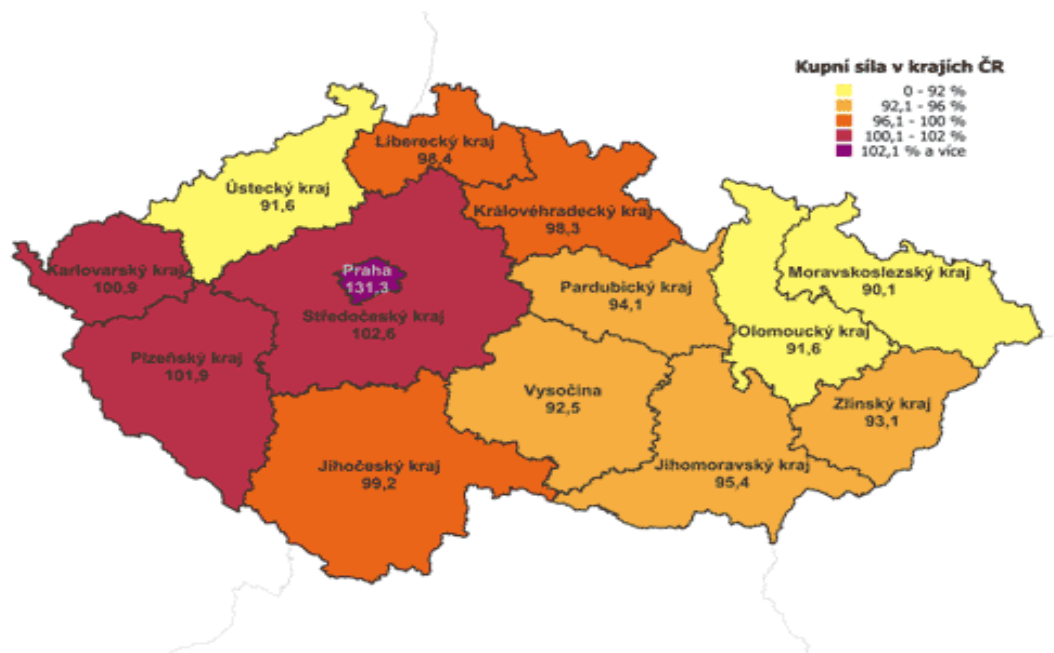 Kupní síla v krajích ČR
0 - 92 %
92,1 - 96 %
96,1 - 100 %
100,1 - 102 %
102,1 % a více
Liberecký kraj
98,4
Ústecký kraj
91,6
Královéhradecký kraj
98,3
Karlovarský kraj
100,9
Praha
131,3
Středočeský kraj
102,6
Pardubický kraj
94,1
Moravskoslezský kraj
90,1
Olomoucký kraj
91,6
Plzeňský kraj
101,9
Vysočina
92,5
Zlínský kraj
93,1
Jihočeský kraj
99,2
Jihomoravský kraj
95,4